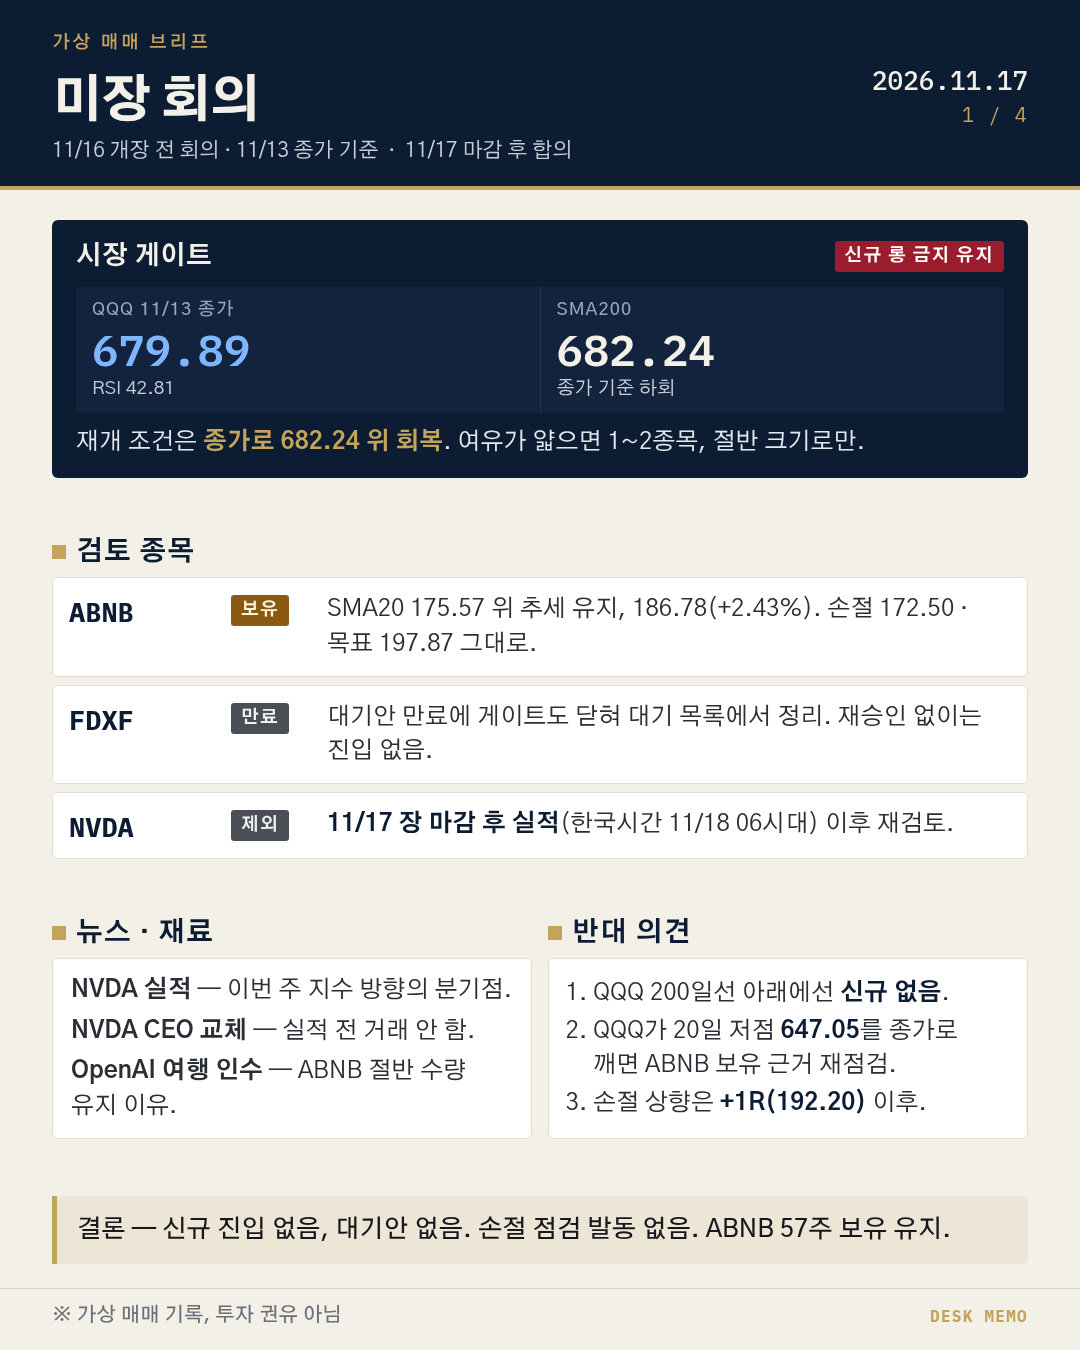 가상 매매 브리프
미장 회의
2026.11.17
1 / 4
11/16 개장 전 회의 · 11/13 종가 기준 · 11/17 마감 후 합의
시장 게이트
신규 롱 금지 유지
QQQ 11/13 종가
679.89
RSI 42.81
SMA200
682.24
종가 기준 하회
재개 조건은 종가로 682.24 위 회복. 여유가 얇으면 1~2종목, 절반 크기로만.
검토 종목
ABNB
보유
SMA20 175.57 위 추세 유지, 186.78(+2.43%). 손절 172.50 ·
목표 197.87 그대로.
FDXF
만료
대기안 만료에 게이트도 닫혀 대기 목록에서 정리. 재승인 없이는
진입 없음.
NVDA
제외
11/17 장 마감 후 실적(한국시간 11/18 06시대) 이후 재검토.
뉴스 · 재료
NVDA 실적 — 이번 주 지수 방향의 분기점.
NVDA CEO 교체 — 실적 전 거래 안 함.
OpenAI 여행 인수 — ABNB 절반 수량
유지 이유.
반대 의견
1. QQQ 200일선 아래에선 신규 없음.
2. QQQ가 20일 저점 647.05를 종가로
깨면 ABNB 보유 근거 재점검.
3. 손절 상향은 +1R(192.20) 이후.
결론 — 신규 진입 없음, 대기안 없음. 손절 점검 발동 없음. ABNB 57주 보유 유지.
※ 가상 매매 기록, 투자 권유 아님
DESK MEMO